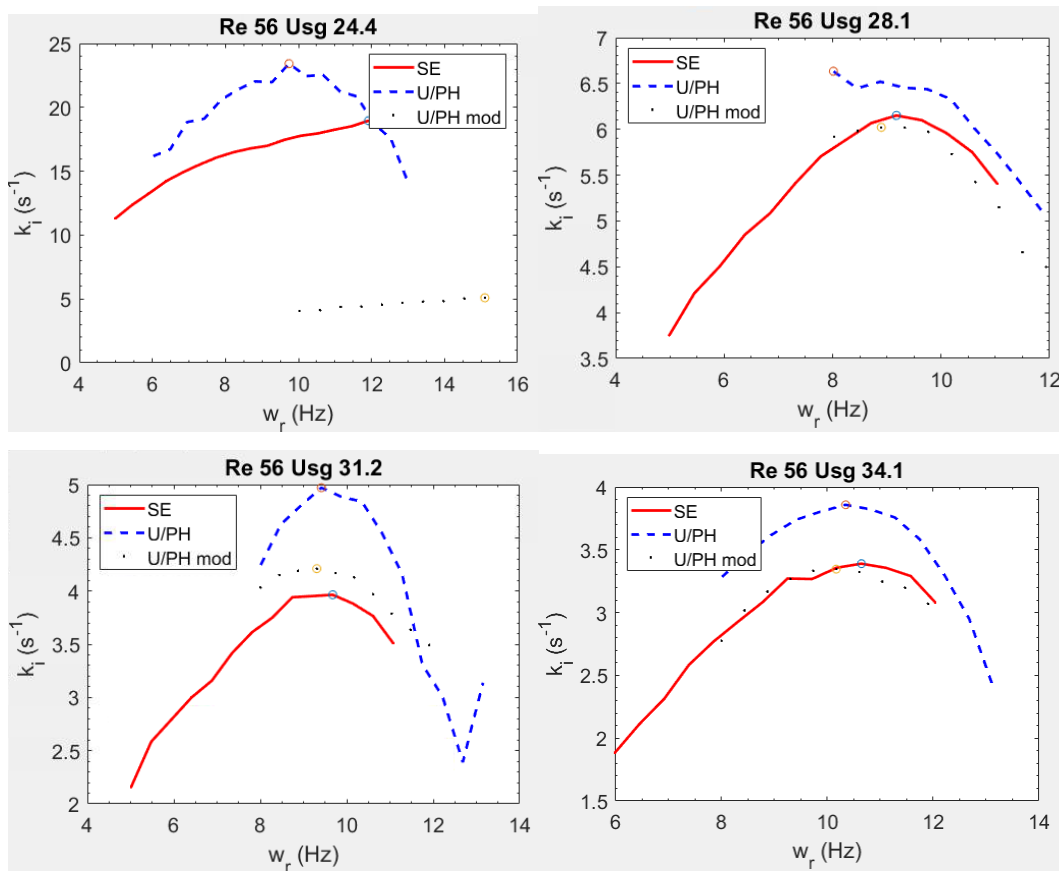 Re 56 Usg 24.4
25
20
15
10
5
0
k_i (s^-1)
SE
U/PH
U/PH mod
4 6 8 10 12 14 16
w_r (Hz)
Re 56 Usg 28.1
7
6.5
6
5.5
5
4.5
4
3.5
k_i (s^-1)
SE
U/PH
U/PH mod
4 6 8 10 12
w_r (Hz)
Re 56 Usg 31.2
5
4.5
4
3.5
3
2.5
2
k_i (s^-1)
SE
U/PH
U/PH mod
4 6 8 10 12 14
w_r (Hz)
Re 56 Usg 34.1
4
3.5
3
2.5
2
1.5
k_i (s^-1)
SE
U/PH
U/PH mod
6 8 10 12 14
w_r (Hz)